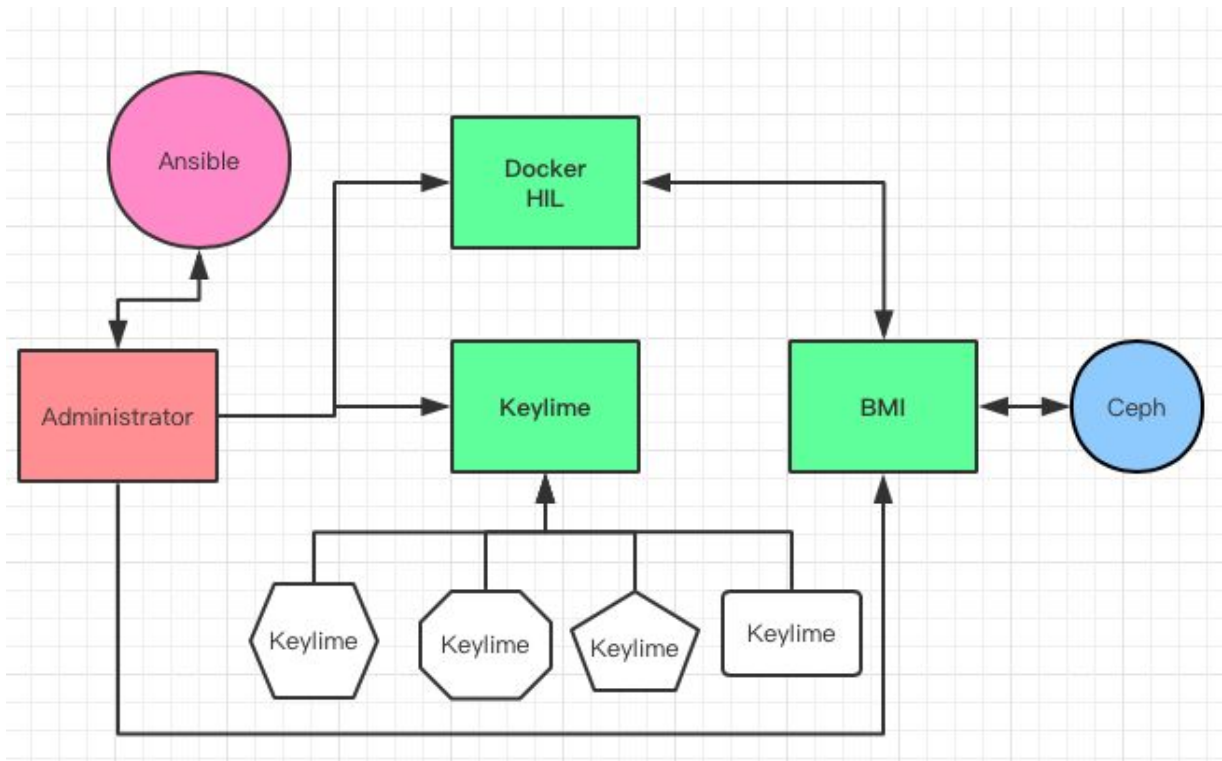 Ansible
Docker
HIL
Administrator
Keylime
BMI
Ceph
Keylime
Keylime
Keylime
Keylime